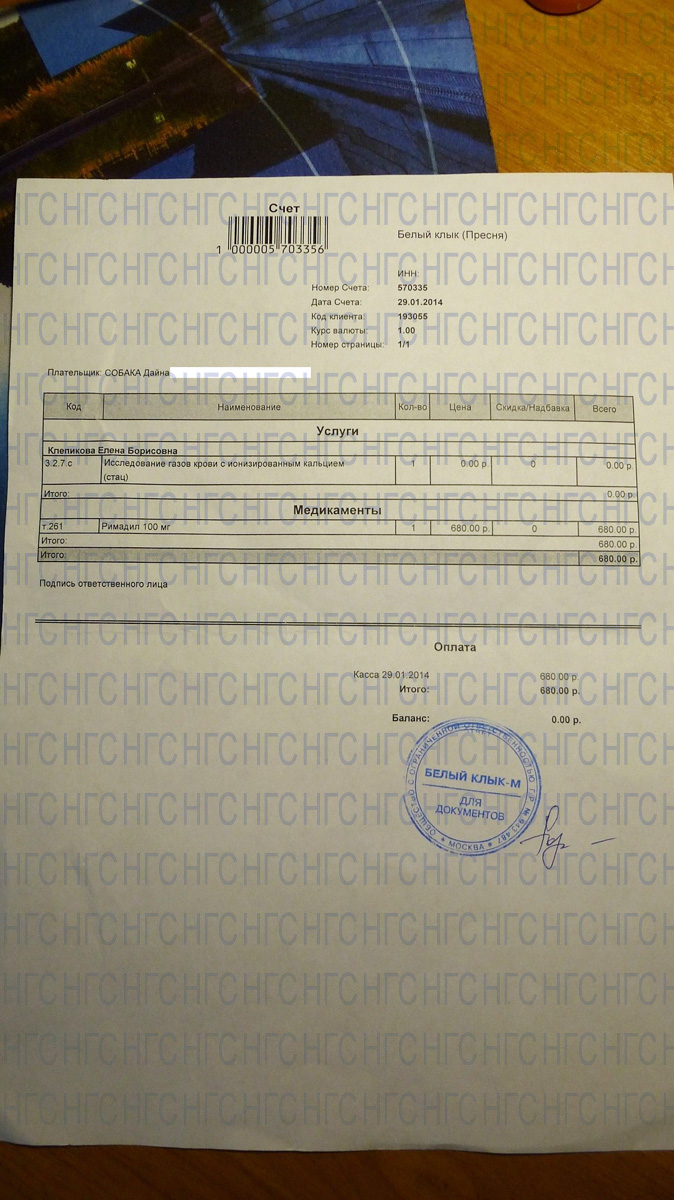 Счет
1 000005 703356
Белый клык (Пресня)
ИНН:
Номер Счета: 570335
Дата Счета: 29.01.2014
Код клиента: 193055
Курс валюты: 1.00
Номер страницы: 1/1
Плательщик: СОБАКА Дайна
Код Наименование Кол-во Цена Скидка/Надбавка Всего
Услуги
Клепикова Елена Борисовна
3.2.7.с Исследование газов крови с ионизированным кальцием 1 0.00 р. 0 0.00 р.
(стац)
Итого: 0.00 р.
Медикаменты
т.261 Римадил 100 мг 1 680.00 р. 0 680.00 р.
Итого: 680.00 р.
Итого: 680.00 р.
Подпись ответственного лица
Оплата
Касса 29.01.2014 680.00 р.
Итого: 680.00 р.
Баланс: 0.00 р.
ОБЩЕСТВО С ОГРАНИЧЕННОЙ ОТВЕТСТВЕННОСТЬЮ
БЕЛЫЙ КЛЫК-М
ДЛЯ
ДОКУМЕНТОВ
* МОСКВА *